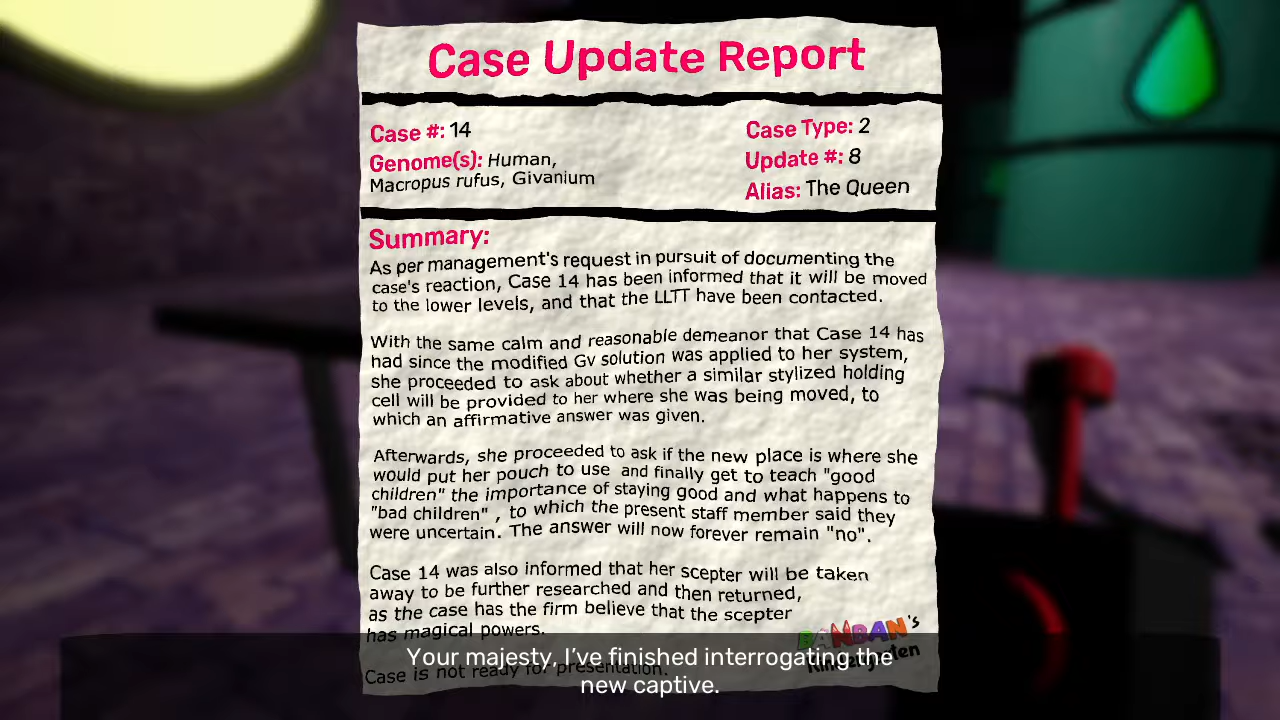 Case Update Report
Case #: 14
Genome(s): Human,
Macropus rufus, Givanium
Case Type: 2
Update #: 8
Alias: The Queen
Summary:
As per management's request in pursuit of documenting the
case's reaction, Case 14 has been informed that it will be moved
to the lower levels, and that the LLTT have been contacted.
With the same calm and reasonable demeanor that Case 14 has
had since the modified Gv solution was applied to her system,
she proceeded to ask about whether a similar stylized holding
cell will be provided to her where she was being moved, to
which an affirmative answer was given.
Afterwards, she proceeded to ask if the new place is where she
would put her pouch to use and finally get to teach "good
children" the importance of staying good and what happens to
"bad children" , to which the present staff member said they
were uncertain. The answer will now forever remain "no".
Case 14 was also informed that her scepter will be taken
away to be further researched and then returned,
as the case has the firm believe that the scepter
has magical powers.
Case is not ready for presentation.
BANBAN's
Kindergarten
Your majesty, I've finished interrogating the
new captive.